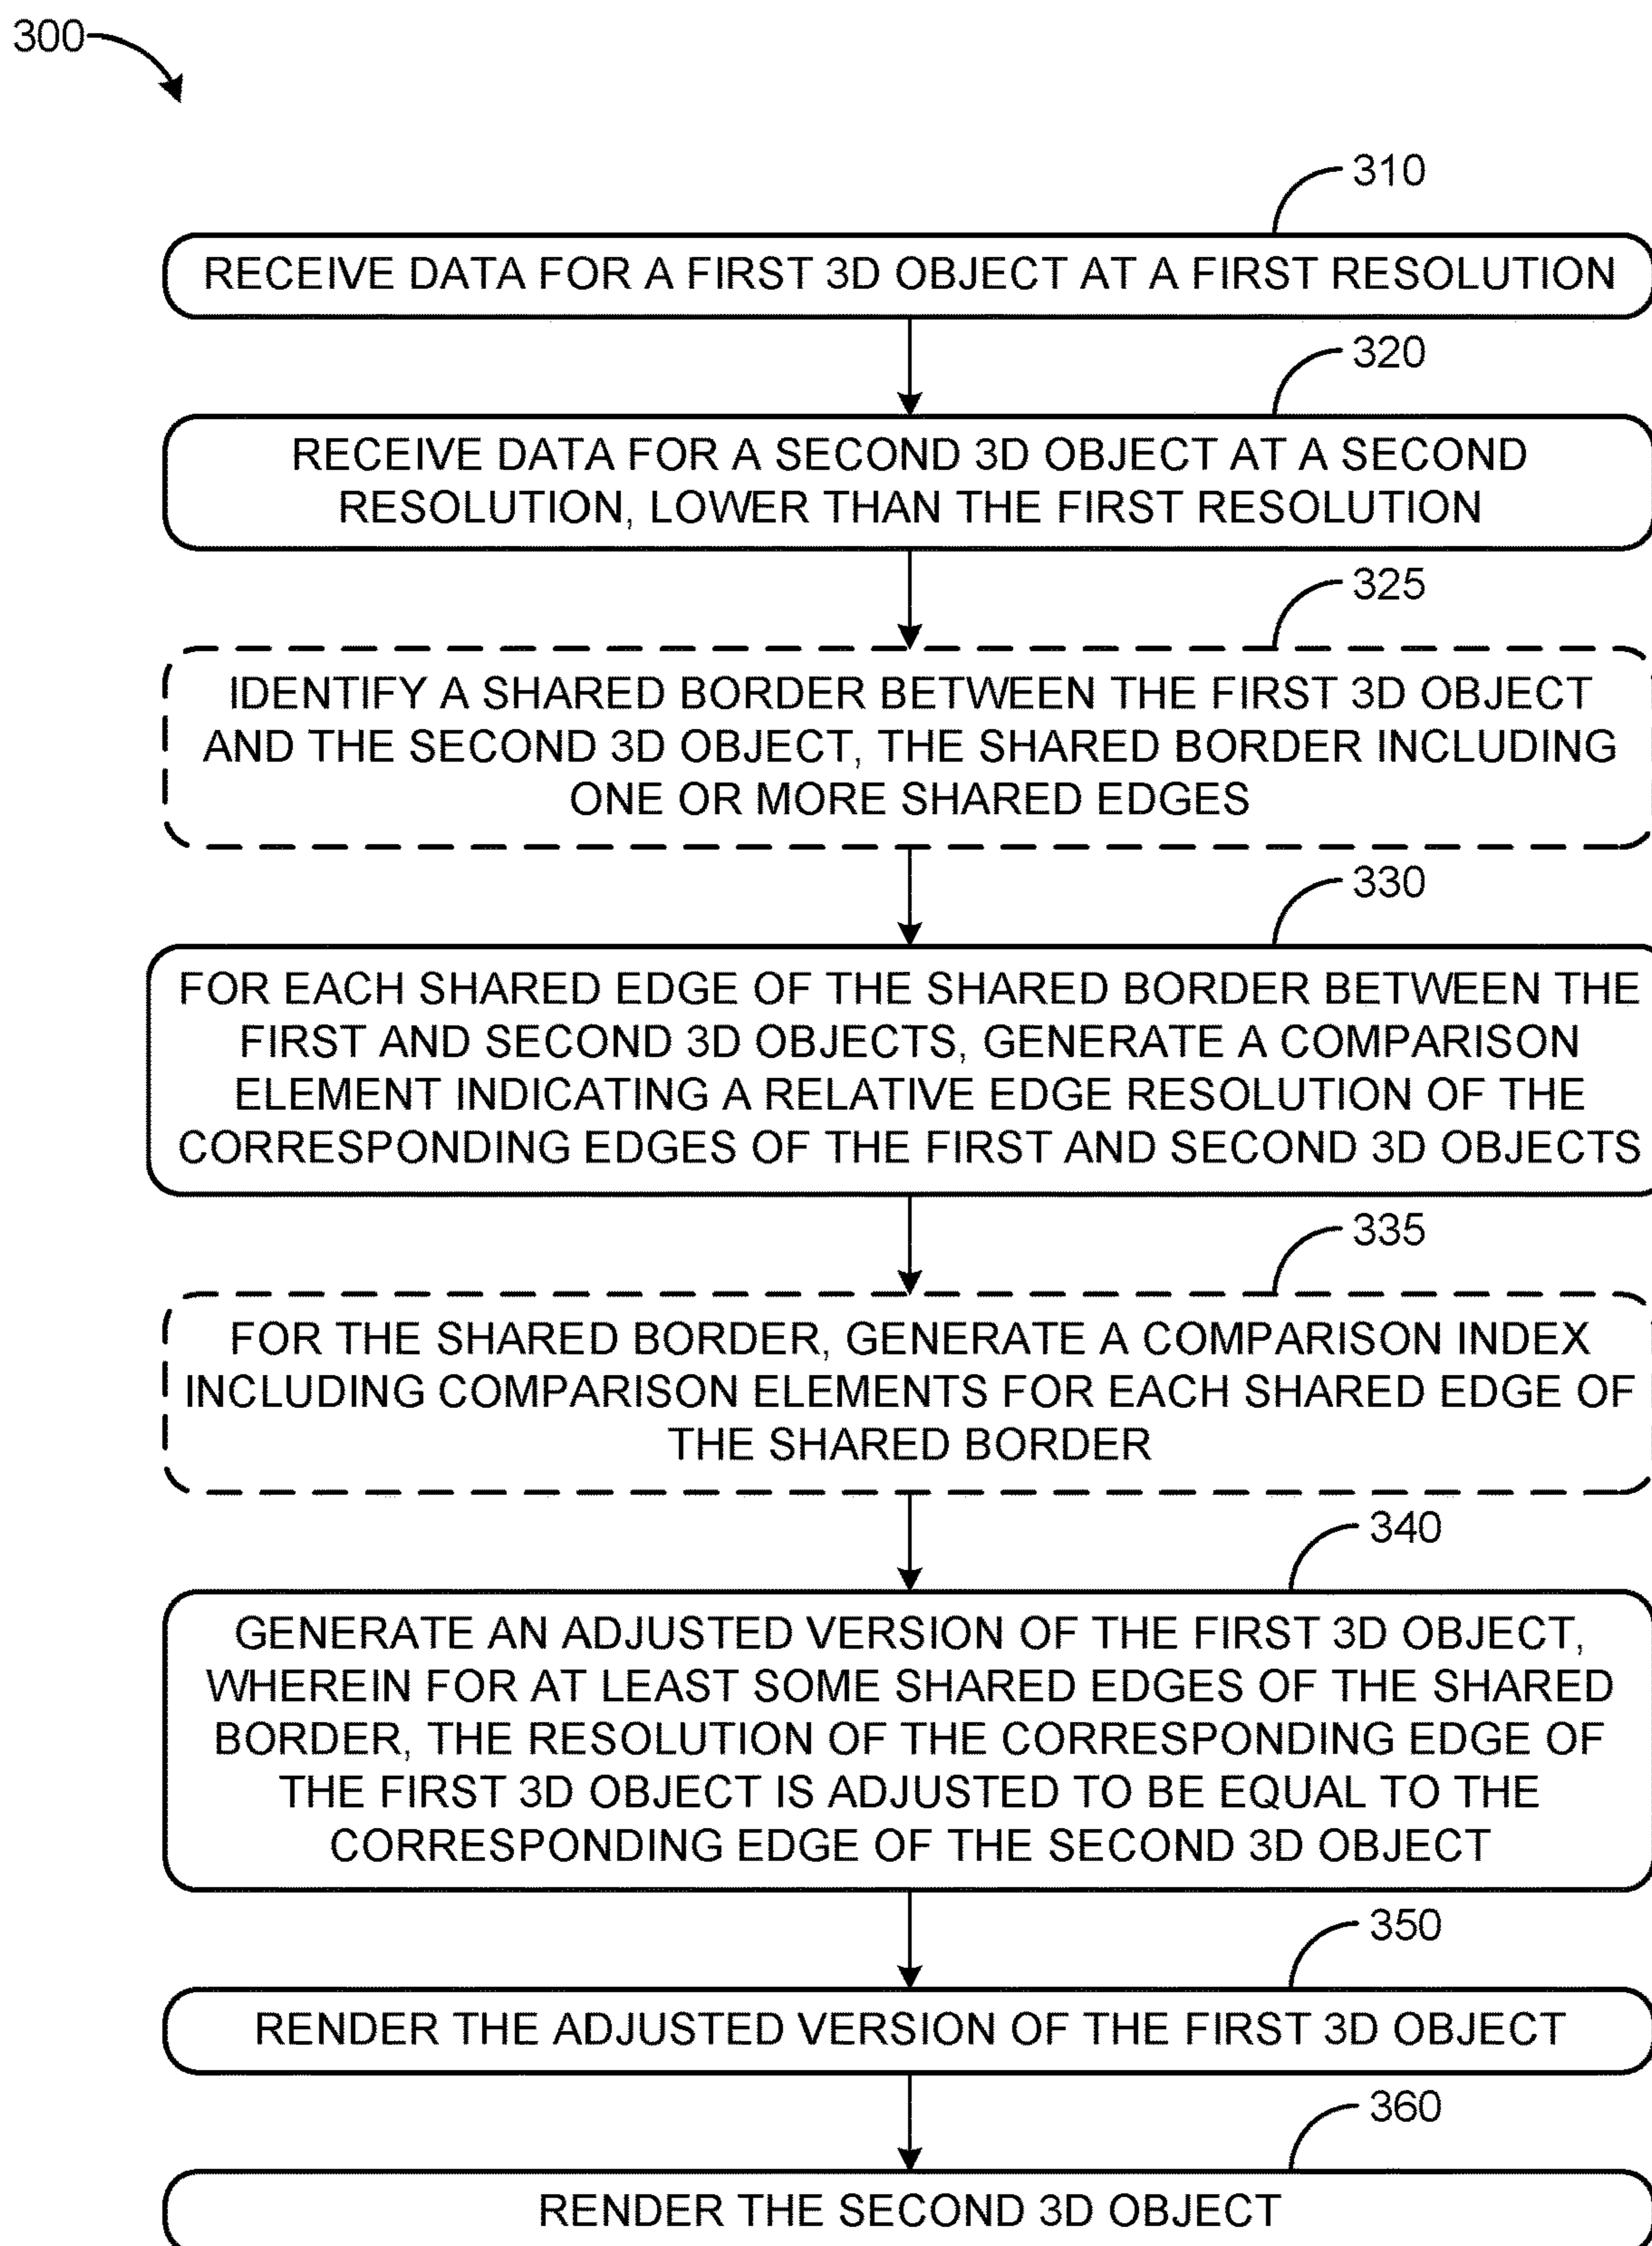 300
310
RECEIVE DATA FOR A FIRST 3D OBJECT AT A FIRST RESOLUTION
320
RECEIVE DATA FOR A SECOND 3D OBJECT AT A SECOND
RESOLUTION, LOWER THAN THE FIRST RESOLUTION
325
IDENTIFY A SHARED BORDER BETWEEN THE FIRST 3D OBJECT
AND THE SECOND 3D OBJECT, THE SHARED BORDER INCLUDING
ONE OR MORE SHARED EDGES
330
FOR EACH SHARED EDGE OF THE SHARED BORDER BETWEEN THE
FIRST AND SECOND 3D OBJECTS, GENERATE A COMPARISON
ELEMENT INDICATING A RELATIVE EDGE RESOLUTION OF THE
CORRESPONDING EDGES OF THE FIRST AND SECOND 3D OBJECTS
335
FOR THE SHARED BORDER, GENERATE A COMPARISON INDEX
INCLUDING COMPARISON ELEMENTS FOR EACH SHARED EDGE OF
THE SHARED BORDER
340
GENERATE AN ADJUSTED VERSION OF THE FIRST 3D OBJECT,
WHEREIN FOR AT LEAST SOME SHARED EDGES OF THE SHARED
BORDER, THE RESOLUTION OF THE CORRESPONDING EDGE OF
THE FIRST 3D OBJECT IS ADJUSTED TO BE EQUAL TO THE
CORRESPONDING EDGE OF THE SECOND 3D OBJECT
350
RENDER THE ADJUSTED VERSION OF THE FIRST 3D OBJECT
360
RENDER THE SECOND 3D OBJECT